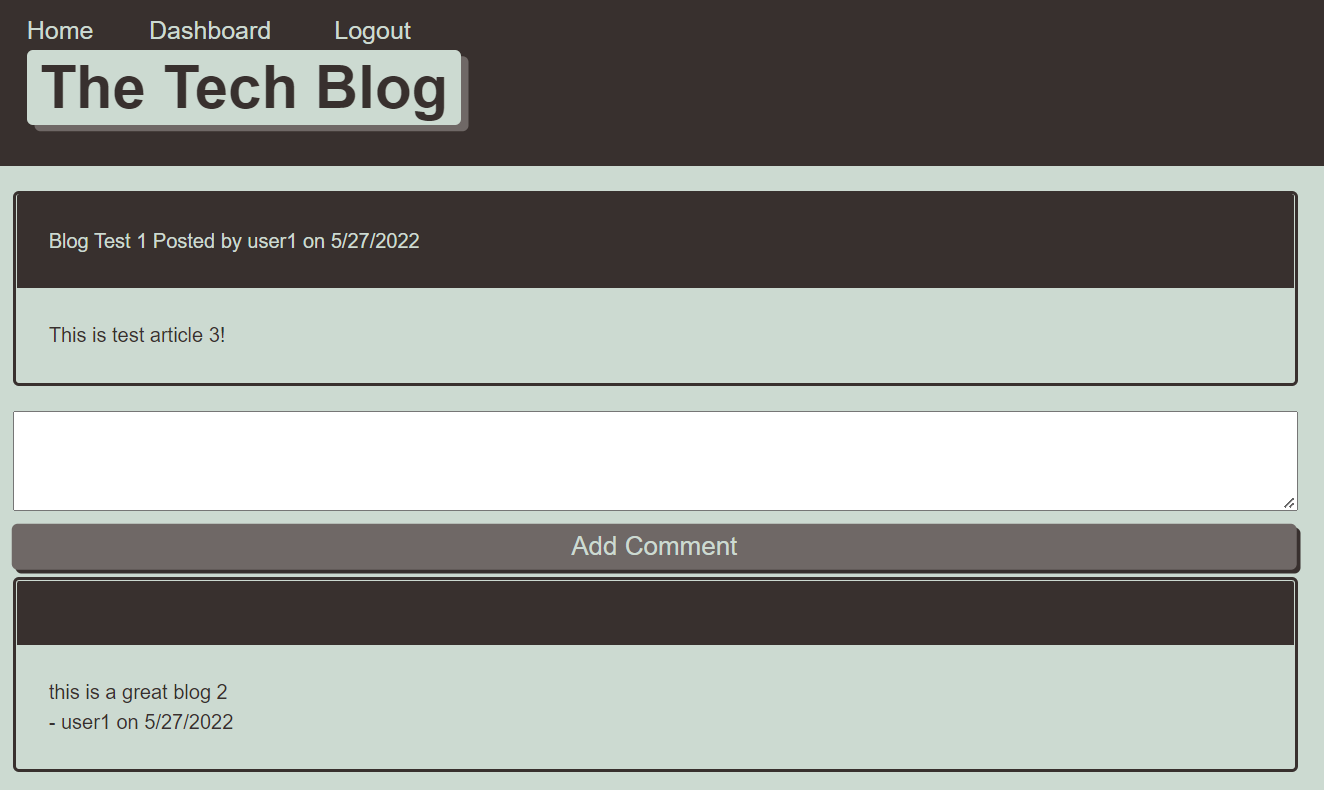 Home Dashboard Logout
The Tech Blog
Blog Test 1 Posted by user1 on 5/27/2022
This is test article 3!
Add Comment
this is a great blog 2
- user1 on 5/27/2022